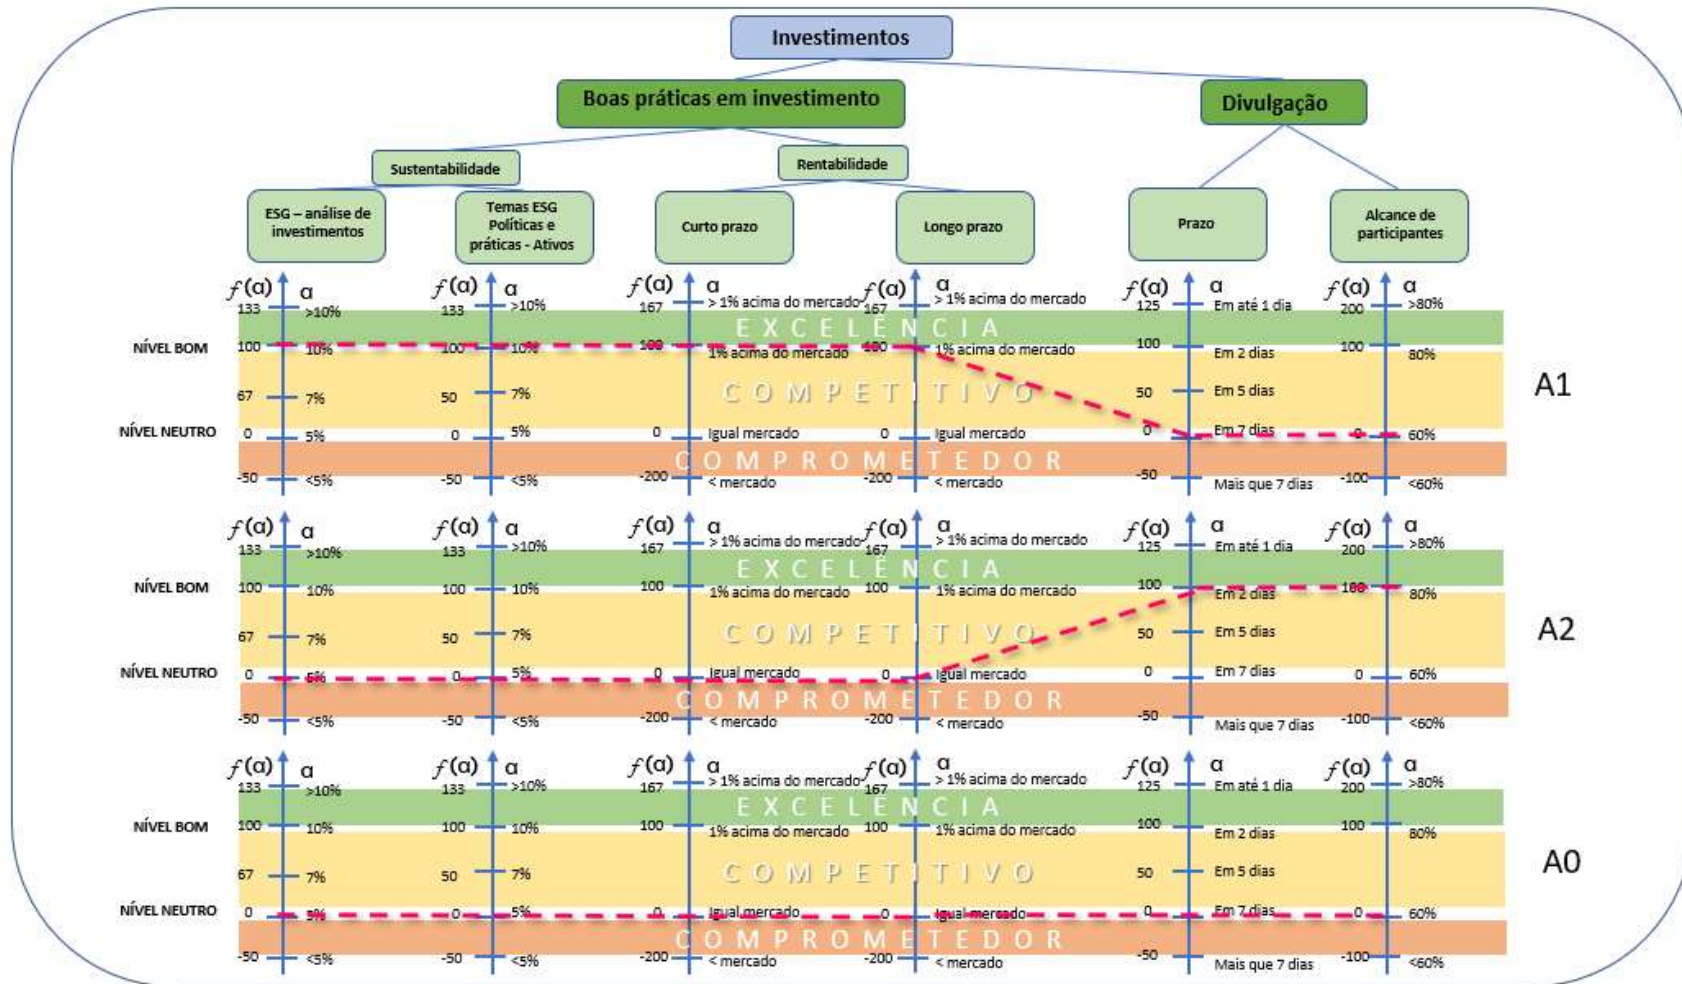 Investimentos
Boas práticas em investimento
Divulgação
Sustentabilidade
Rentabilidade
ESG – análise de
investimentos
Temas ESG
Políticas e
práticas - Ativos
Curto prazo
Longo prazo
Prazo
Alcance de
participantes
f(α) α f(α) α f(α) α f(α) α f(α) α f(α) α
133 >10% 133 >10% 167 > 1% acima do mercado 167 > 1% acima do mercado 125 Em até 1 dia 200 >80%
EXCELÊNCIA
NÍVEL BOM 100 10% 100 10% 100 1% acima do mercado 100 1% acima do mercado 100 Em 2 dias 100 80%
67 7% 50 7% COMPETITIVO 50 Em 5 dias A1
NÍVEL NEUTRO 0 5% 0 5% 0 Igual mercado 0 Igual mercado 0 Em 7 dias 0 60%
COMPROMETEDOR
-50 <5% -50 <5% -200 < mercado -200 < mercado -50 Mais que 7 dias -100 <60%
f(α) α f(α) α f(α) α f(α) α f(α) α f(α) α
133 >10% 133 >10% 167 > 1% acima do mercado 167 > 1% acima do mercado 125 Em até 1 dia 200 >80%
EXCELÊNCIA
NÍVEL BOM 100 10% 100 10% 100 1% acima do mercado 100 1% acima do mercado 100 Em 2 dias 100 80%
67 7% 50 7% COMPETITIVO 50 Em 5 dias A2
NÍVEL NEUTRO 0 5% 0 5% 0 Igual mercado 0 Igual mercado 0 Em 7 dias 0 60%
COMPROMETEDOR
-50 <5% -50 <5% -200 < mercado -200 < mercado -50 Mais que 7 dias -100 <60%
f(α) α f(α) α f(α) α f(α) α f(α) α f(α) α
133 >10% 133 >10% 167 > 1% acima do mercado 167 > 1% acima do mercado 125 Em até 1 dia 200 >80%
EXCELÊNCIA
NÍVEL BOM 100 10% 100 10% 100 1% acima do mercado 100 1% acima do mercado 100 Em 2 dias 100 80%
67 7% 50 7% COMPETITIVO 50 Em 5 dias A0
NÍVEL NEUTRO 0 5% 0 5% 0 Igual mercado 0 Igual mercado 0 Em 7 dias 0 60%
COMPROMETEDOR
-50 <5% -50 <5% -200 < mercado -200 < mercado -50 Mais que 7 dias -100 <60%